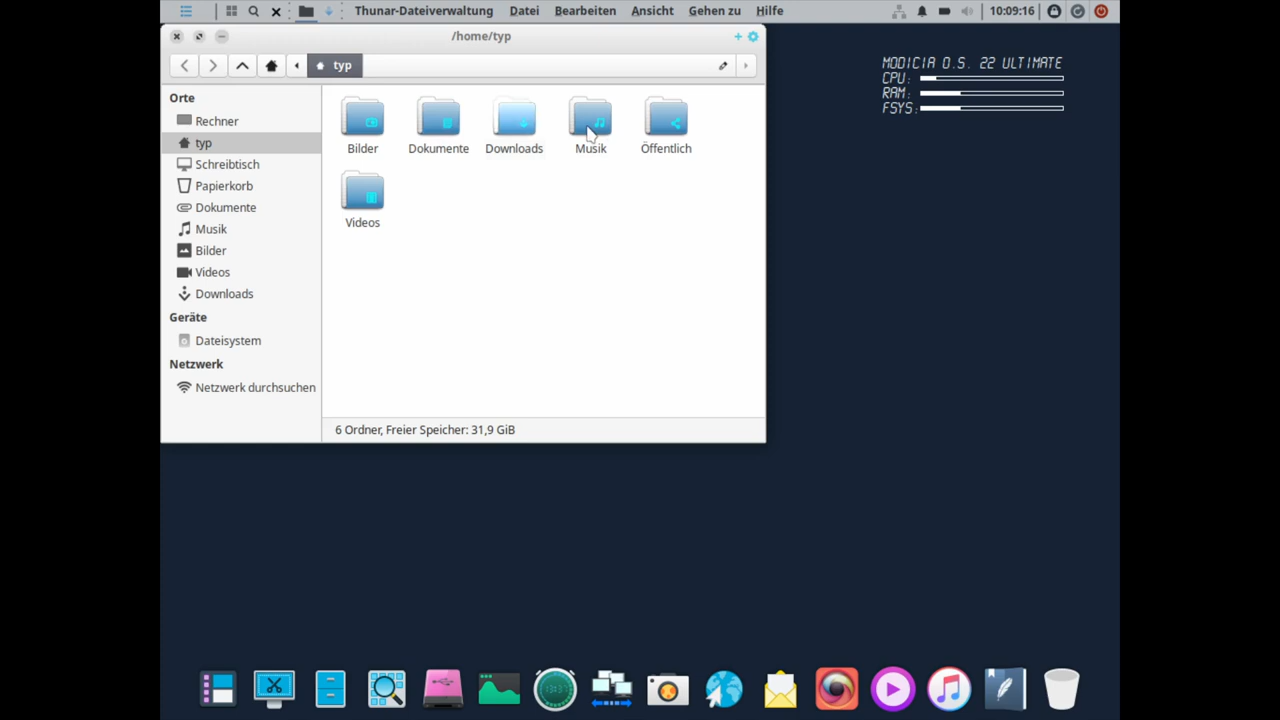 Thunar-Dateiverwaltung Datei Bearbeiten Ansicht Gehen zu Hilfe 10:09:16
/home/typ
typ
Orte
Rechner
typ
Schreibtisch
Papierkorb
Dokumente
Musik
Bilder
Videos
Downloads
Geräte
Dateisystem
Netzwerk
Netzwerk durchsuchen
Bilder Dokumente Downloads Musik Öffentlich
Videos
6 Ordner, Freier Speicher: 31,9 GiB
MODICIA O.S. 22 ULTIMATE
CPU:
RAM:
FSYS: